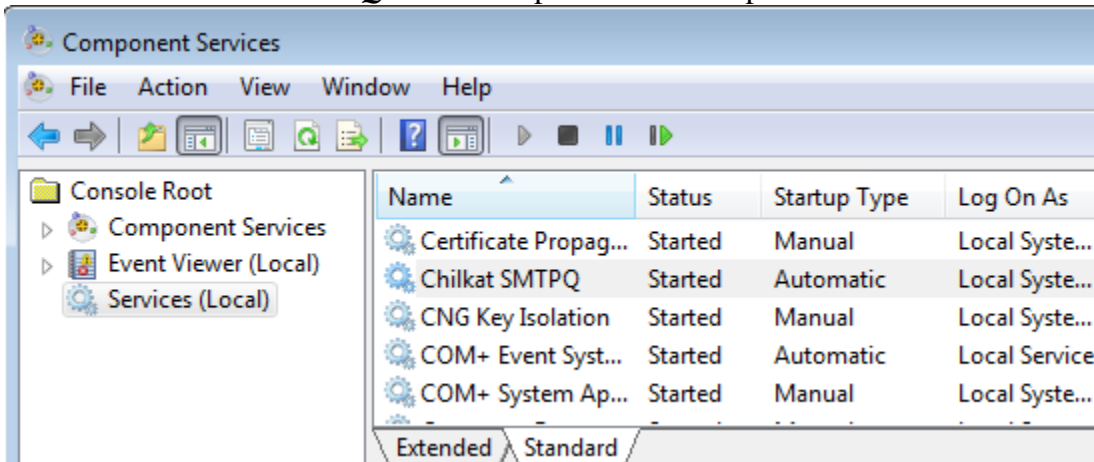 Component Services
File Action View Window Help
Console Root
Component Services
Event Viewer (Local)
Services (Local)
Name Status Startup Type Log On As
Certificate Propag... Started Manual Local Syste...
Chilkat SMTPQ Started Automatic Local Syste...
CNG Key Isolation Started Manual Local Syste...
COM+ Event Syst... Started Automatic Local Service
COM+ System Ap... Started Manual Local Syste...
Extended Standard